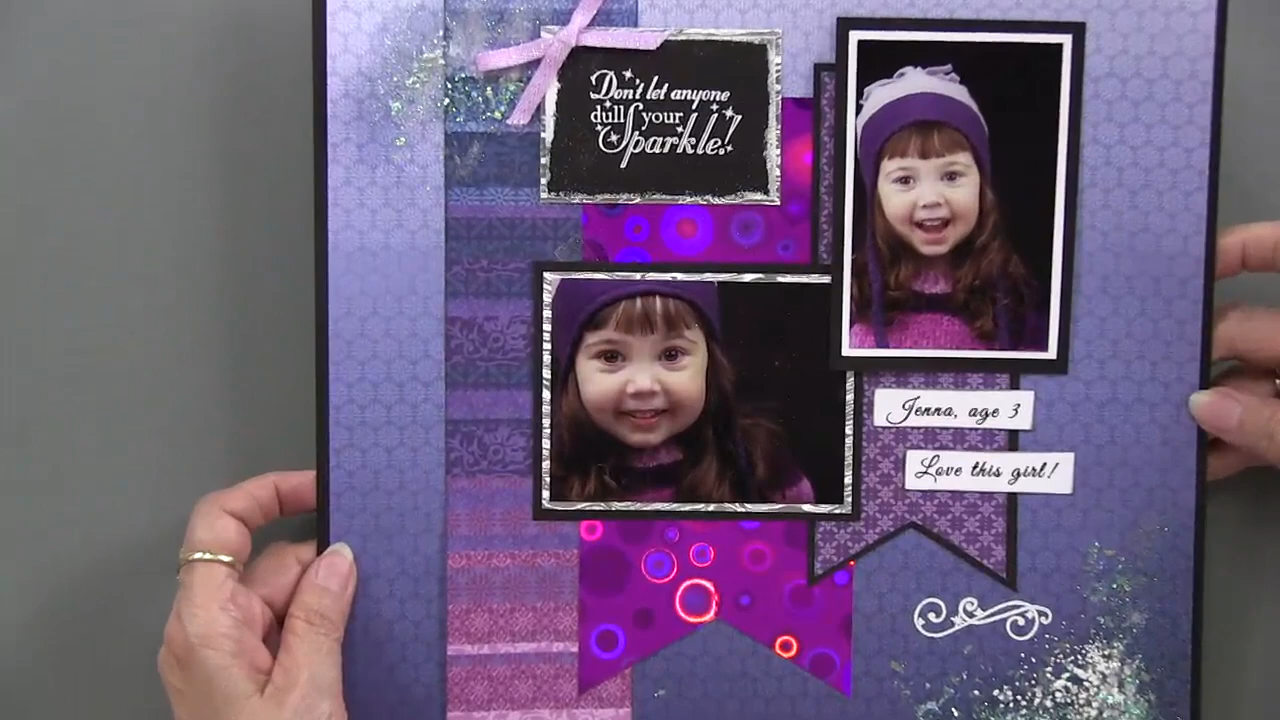 Don't let anyone
dull your
Sparkle!
Jenna, age 3
Love this girl!